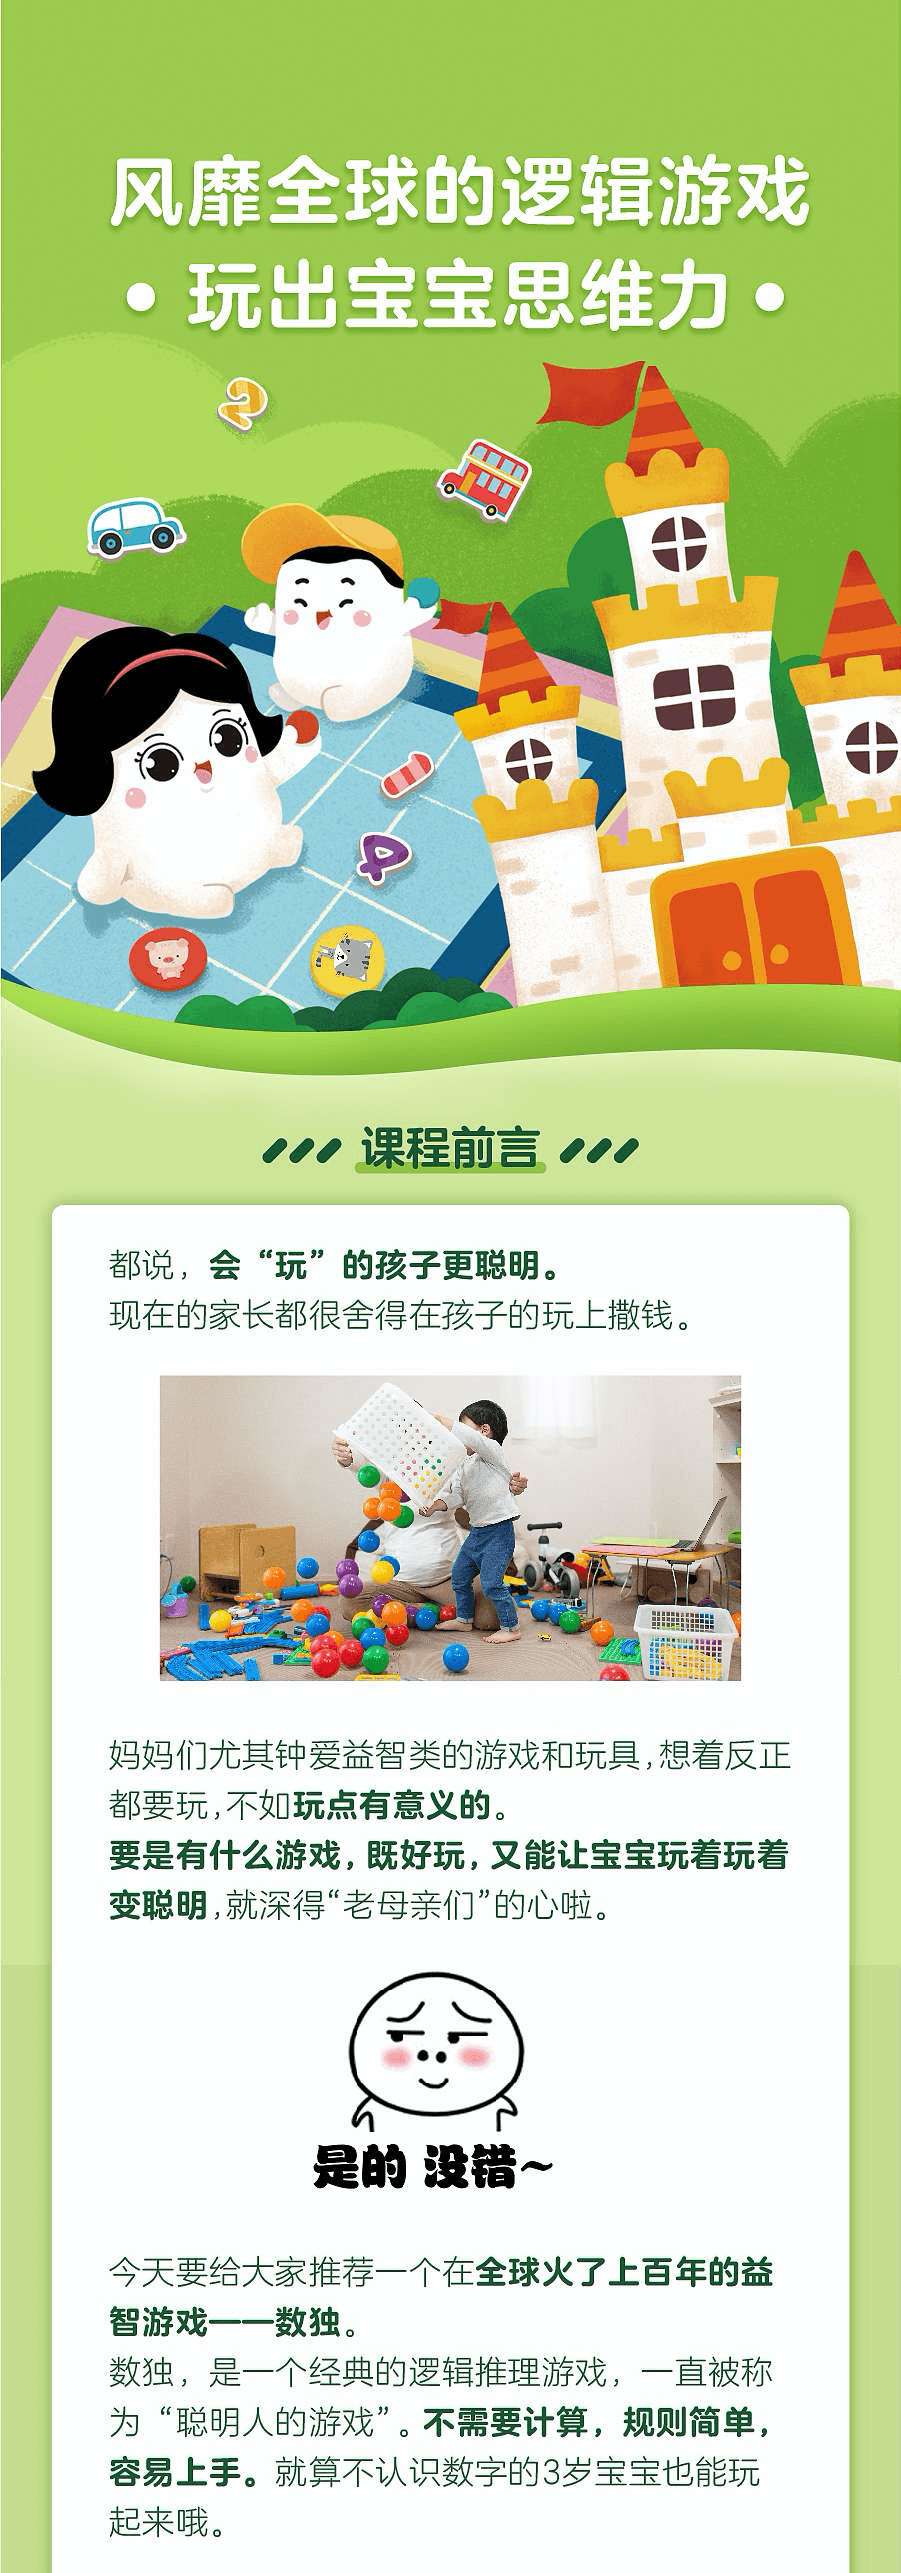 风靡全球的逻辑游戏
• 玩出宝宝思维力 •
2
1
4
课程前言
都说，会“玩”的孩子更聪明。
现在的家长都很舍得在孩子的玩上撒钱。
妈妈们尤其钟爱益智类的游戏和玩具，想着反正
都要玩，不如玩点有意义的。
要是有什么游戏，既好玩，又能让宝宝玩着玩着
变聪明，就深得“老母亲们”的心啦。
是的 没错~
今天要给大家推荐一个在全球火了上百年的益
智游戏——数独。
数独，是一个经典的逻辑推理游戏，一直被称
为“聪明人的游戏”。不需要计算，规则简单，
容易上手。就算不认识数字的3岁宝宝也能玩
起来哦。